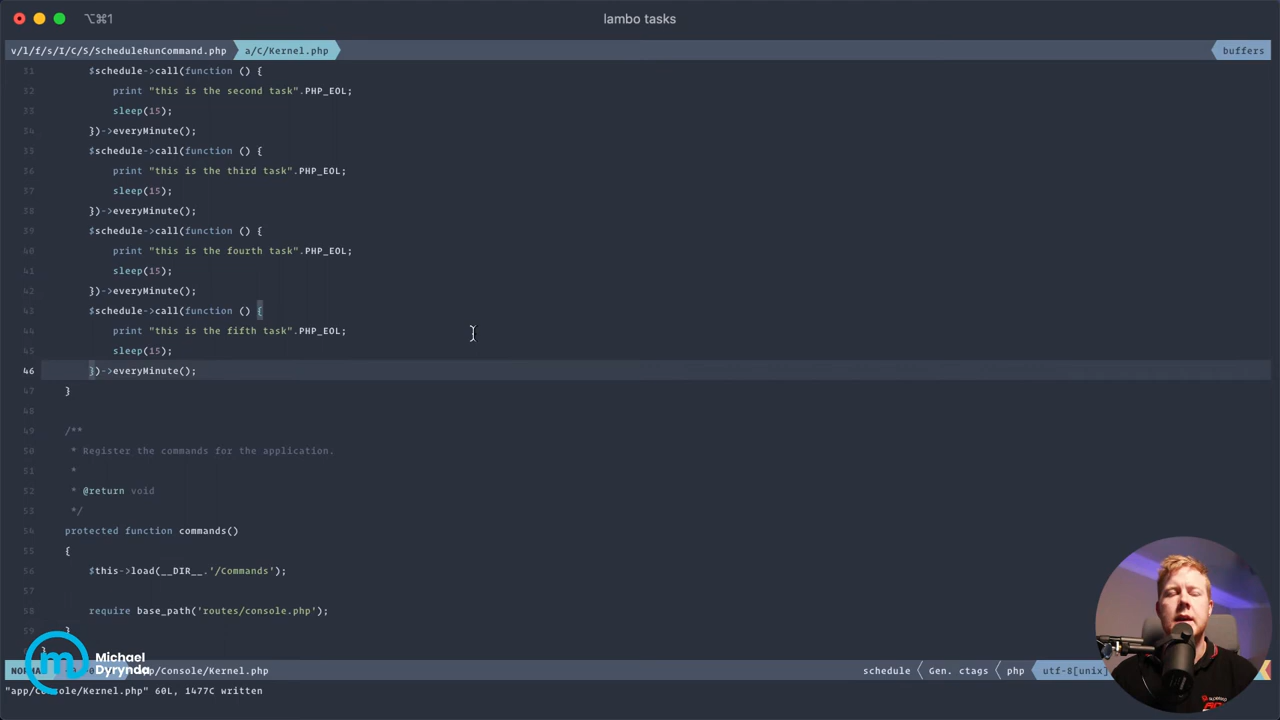 ⌥⌘1
lambo tasks
v/l/f/s/I/C/S/ScheduleRunCommand.php a/C/Kernel.php buffers
31 $schedule->call(function () {
32 print "this is the second task".PHP_EOL;
33 sleep(15);
34 })->everyMinute();
35 $schedule->call(function () {
36 print "this is the third task".PHP_EOL;
37 sleep(15);
38 })->everyMinute();
39 $schedule->call(function () {
40 print "this is the fourth task".PHP_EOL;
41 sleep(15);
42 })->everyMinute();
43 $schedule->call(function () {
44 print "this is the fifth task".PHP_EOL;
45 sleep(15);
46 })->everyMinute();
47 }
48
49 /**
50 * Register the commands for the application.
51 *
52 * @return void
53 */
54 protected function commands()
55 {
56 $this->load(__DIR__.'/Commands');
57
58 require base_path('routes/console.php');
59 }
Michael
Dyrynda
/Console/Kernel.php schedule Gen. ctags php utf-8[unix]
"app/Console/Kernel.php" 60L, 1477C written